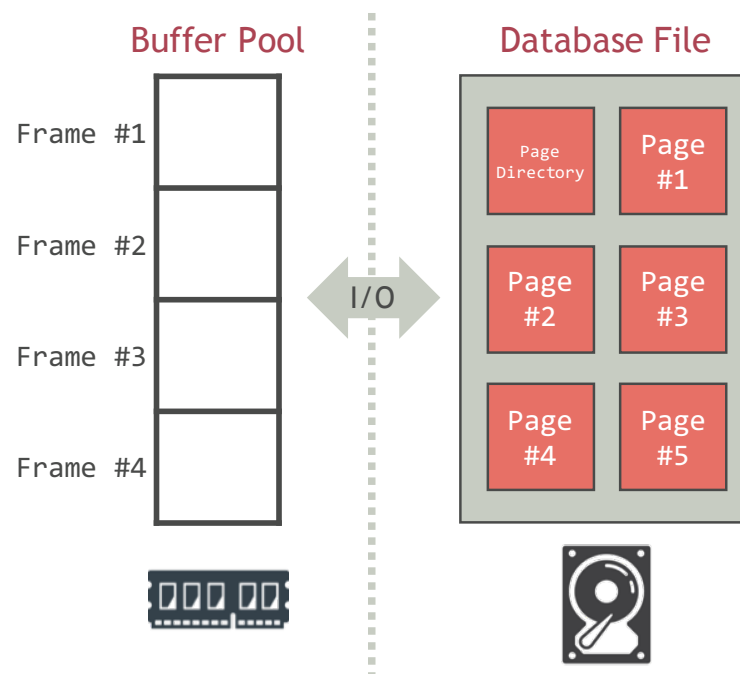 Buffer Pool
Frame #1
Frame #2
Frame #3
Frame #4
I/O
Database File
Page
Directory
Page
#1
Page
#2
Page
#3
Page
#4
Page
#5